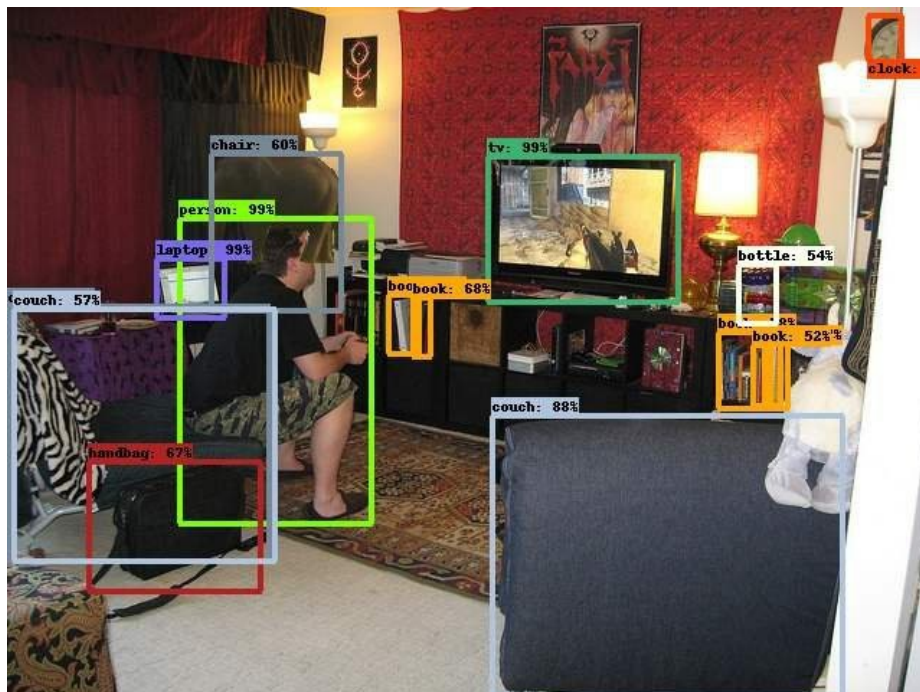 clock:
chair: 60%
tv: 99%
person: 99%
laptop 99%
bottle: 54%
couch: 57%
book: 68%
book: 52%
couch: 88%
handbag: 67%